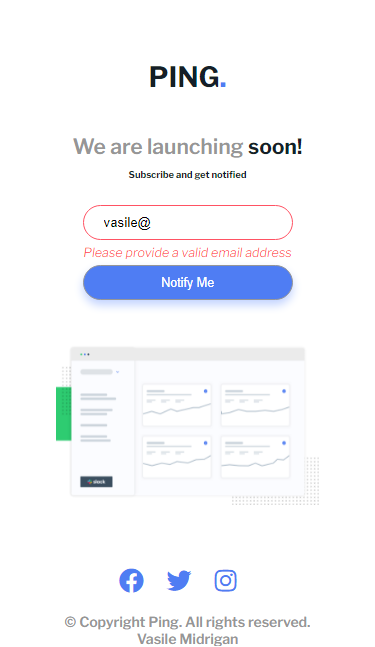 PING.
We are launching soon!
Subscribe and get notified
vasile@
Please provide a valid email address
Notify Me
slack
© Copyright Ping. All rights reserved.
Vasile Midrigan